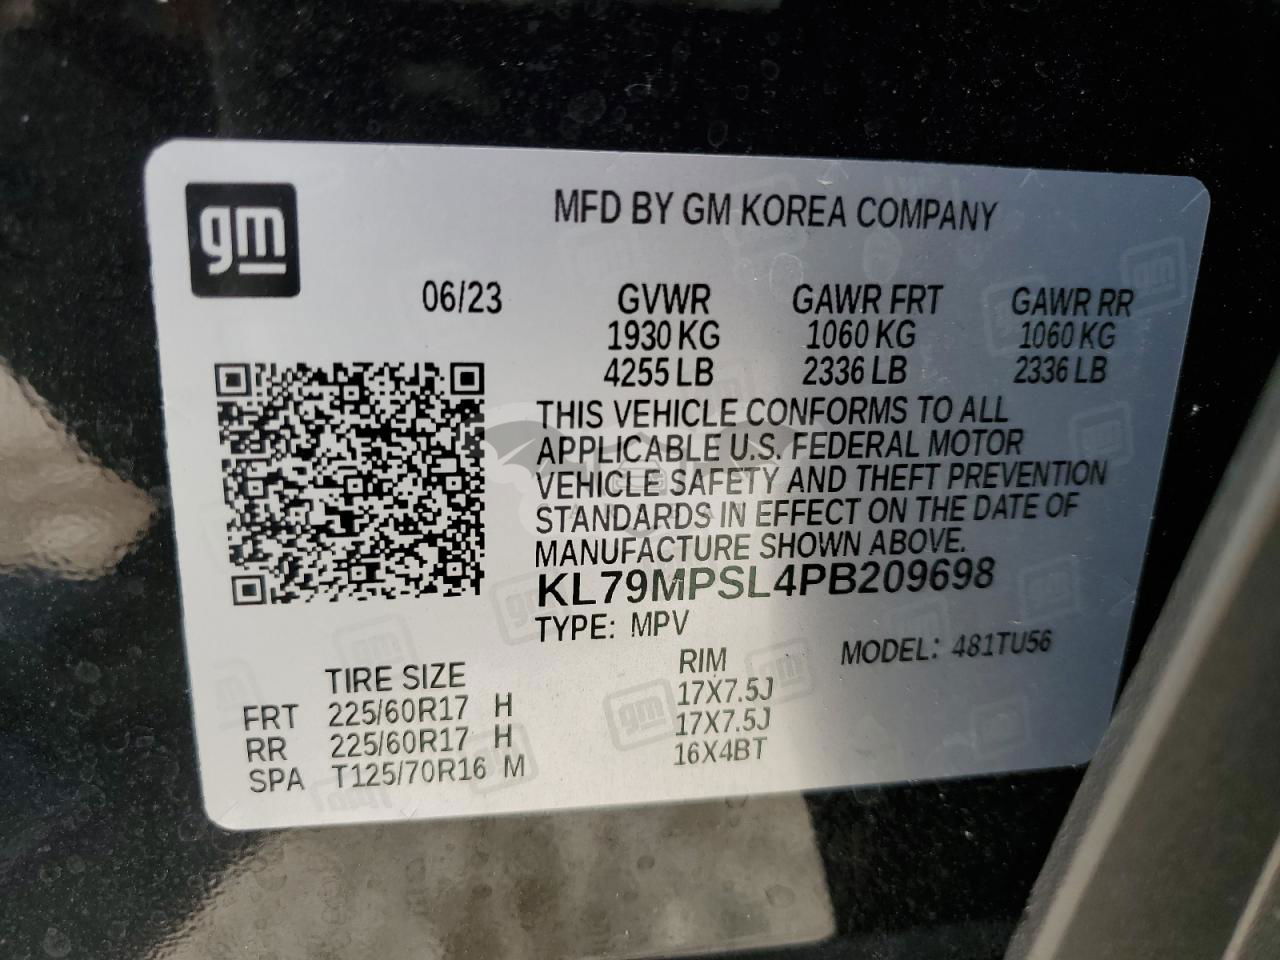 gm
MFD BY GM KOREA COMPANY
06/23 GVWR GAWR FRT GAWR RR
1930 KG 1060 KG 1060 KG
4255 LB 2336 LB 2336 LB
THIS VEHICLE CONFORMS TO ALL
APPLICABLE U.S. FEDERAL MOTOR
VEHICLE SAFETY AND THEFT PREVENTION
STANDARDS IN EFFECT ON THE DATE OF
MANUFACTURE SHOWN ABOVE.
KL79MPSL4PB209698
TYPE: MPV MODEL: 481TU56
TIRE SIZE RIM
FRT 225/60R17 H 17X7.5J
RR 225/60R17 H 17X7.5J
SPA T125/70R16 M 16X4BT